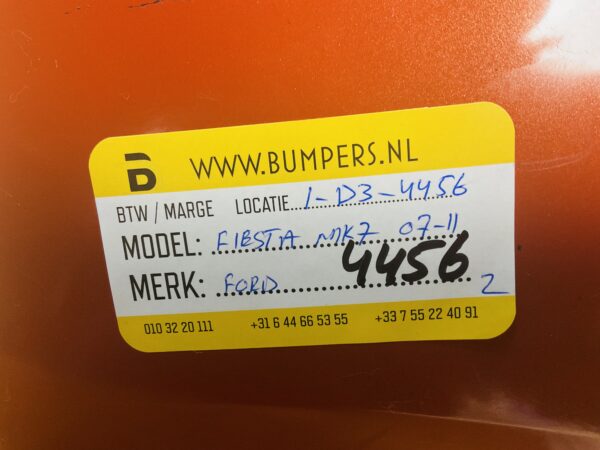 WWW.BUMPERS.NL
BTW / MARGE LOCATIE 1-D3-4456
MODEL: FIESTA MK7 07-11
MERK: FORD 4456 2
010 32 20 111 +31 6 44 66 53 55 +33 7 55 22 40 91